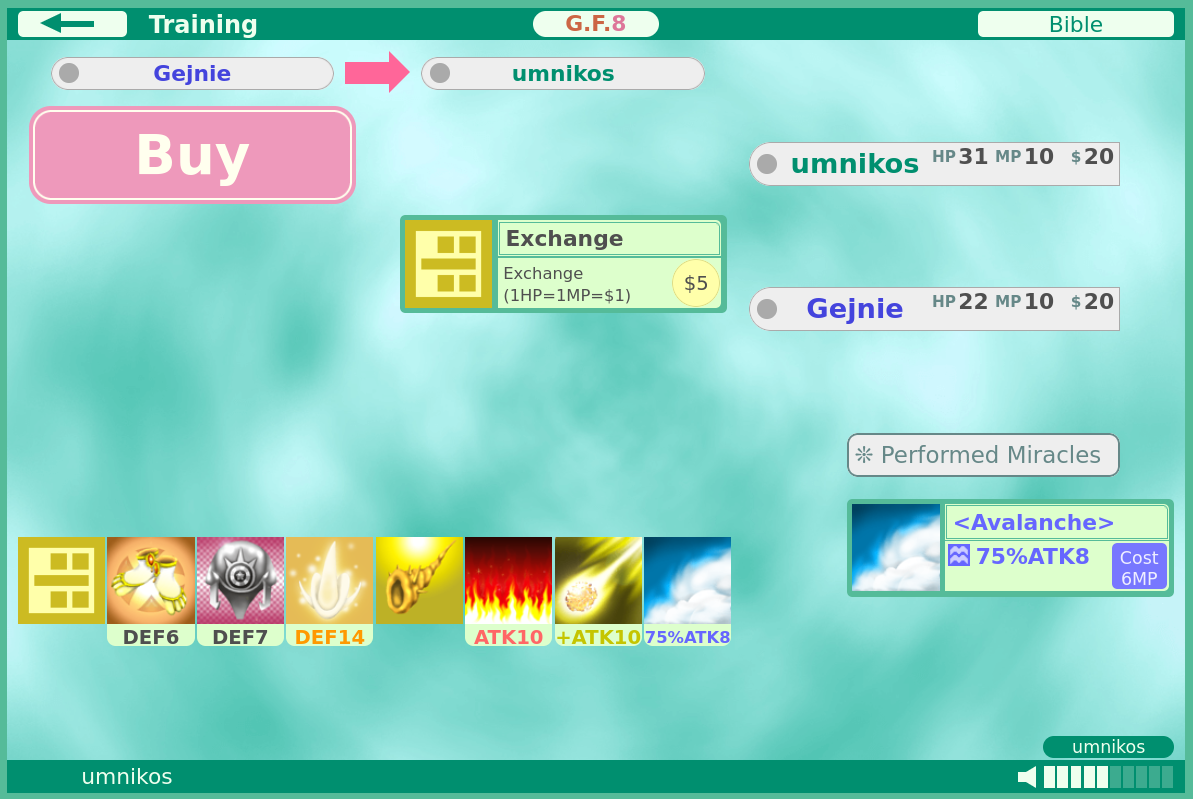 Training
G.F.8
Bible
Gejnie
umnikos
Buy
umnikos HP31 MP10 $20
Exchange
Exchange
(1HP=1MP=$1)
$5
Gejnie HP22 MP10 $20
❊ Performed Miracles
<Avalanche>
75%ATK8
Cost
6MP
DEF6
DEF7
DEF14
ATK10
+ATK10
75%ATK8
umnikos
umnikos